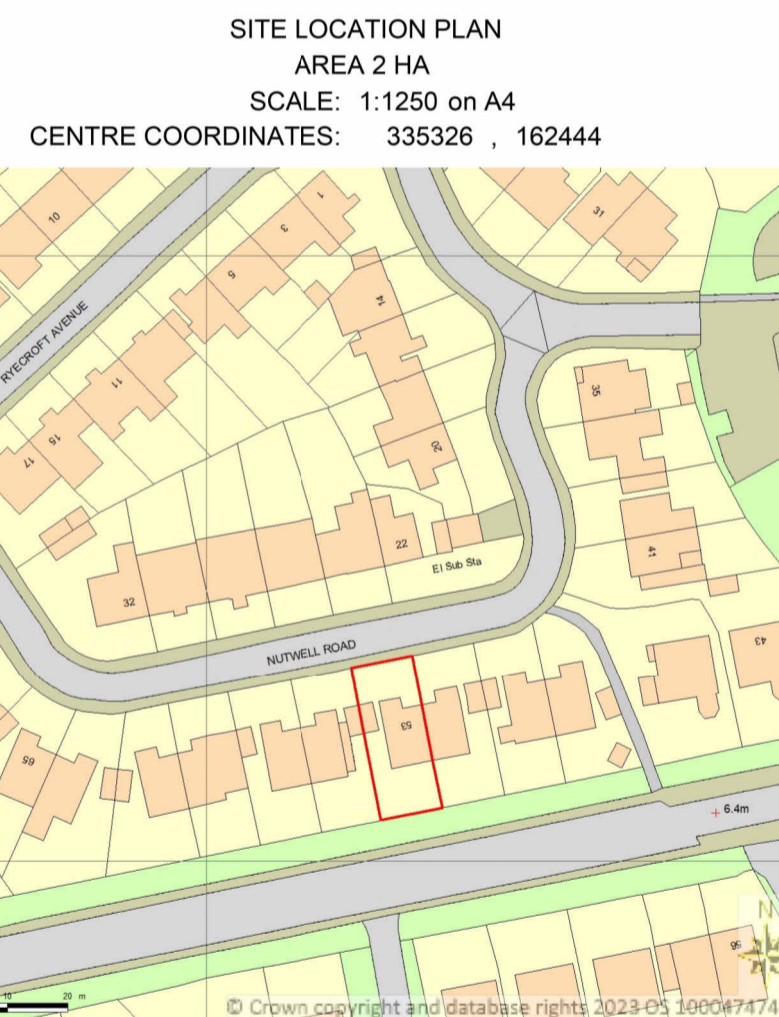 SITE LOCATION PLAN
AREA 2 HA
SCALE: 1:1250 on A4
CENTRE COORDINATES: 335326 , 162444
1
10
3
31
5
14
RYECROFT AVENUE
11
35
15
20
17
22
41
El Sub Sta
32
NUTWELL ROAD
43
53
65
6.4m
N
56
10 20 m
© Crown copyright and database rights 2023 OS 100047474